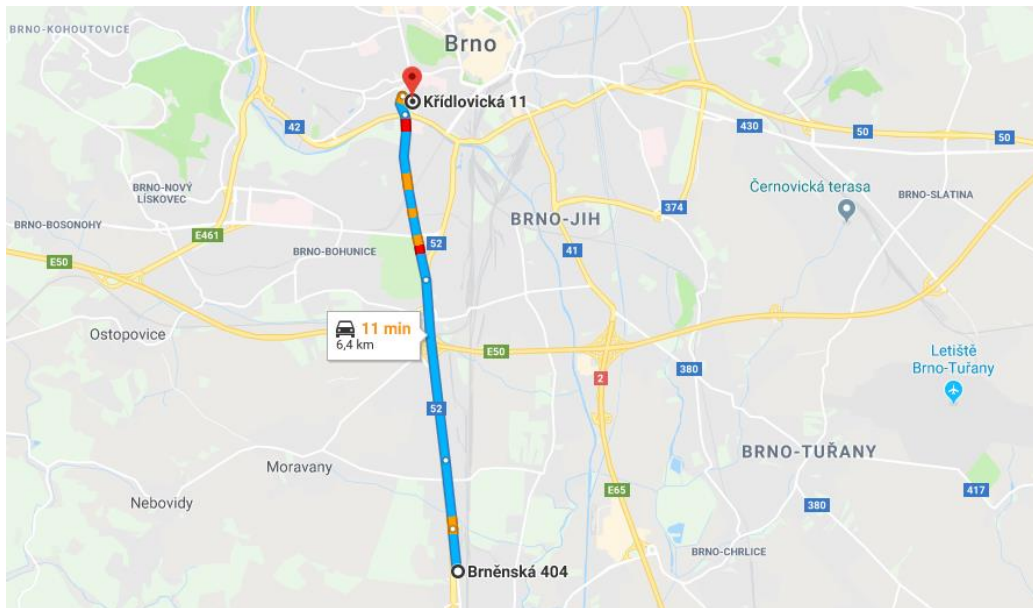 BRNO-KOHOUTOVICE
Brno
Křídlovická 11
42
52
430
50
50
BRNO-NOVÝ
LÍSKOVEC
Černovická terasa
BRNO-SLATINA
374
BRNO-BOSONOHY
E461
BRNO-JIH
BRNO-BOHUNICE
52
41
E50
Ostopovice
11 min
6,4 km
E50
Letiště
Brno-Tuřany
2
380
52
Moravany
BRNO-TUŘANY
Nebovidy
E65
417
380
BRNO-CHRLICE
Brněnská 404